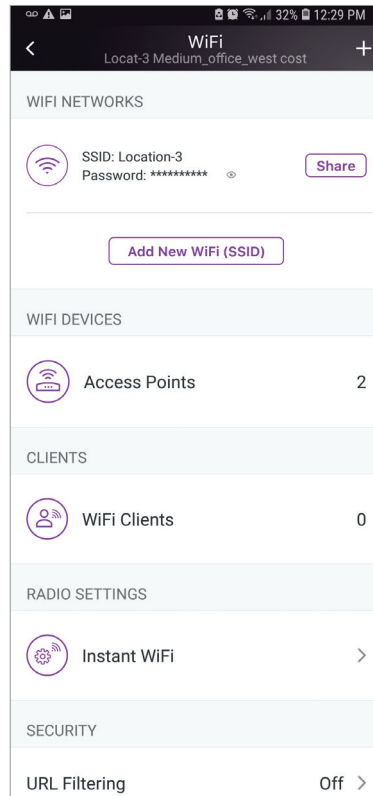 32% 12:29 PM
WiFi
Locat-3 Medium_office_west cost
WIFI NETWORKS
SSID: Location-3
Password: **********
Share
Add New WiFi (SSID)
WIFI DEVICES
Access Points 2
CLIENTS
WiFi Clients 0
RADIO SETTINGS
Instant WiFi
SECURITY
URL Filtering Off